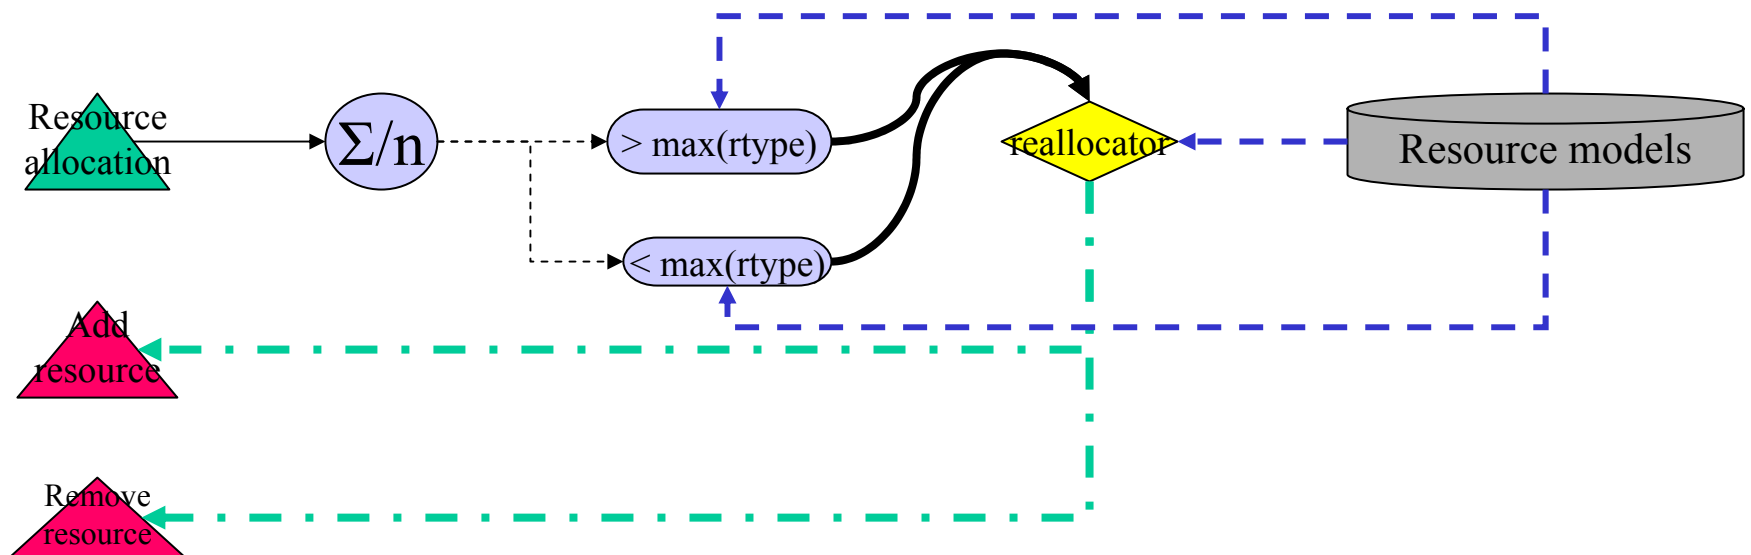 Resource
allocation
Σ/n
> max(rtype)
reallocator
Resource models
< max(rtype)
Add
resource
Remove
resource